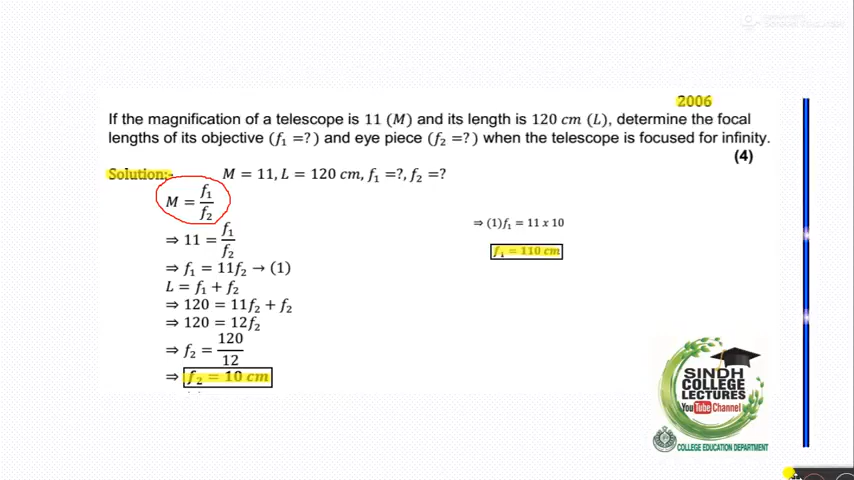 2006
If the magnification of a telescope is 11 (M) and its length is 120 cm (L), determine the focal
lengths of its objective (f₁ =?) and eye piece (f₂ =?) when the telescope is focused for infinity.
(4)
Solution:- M = 11, L = 120 cm, f₁ =?, f₂ =?
M = f₁/f₂
⇒ 11 = f₁/f₂
⇒ f₁ = 11f₂ → (1)
L = f₁ + f₂
⇒ 120 = 11f₂ + f₂
⇒ 120 = 12f₂
⇒ f₂ = 120/12
⇒ f₂ = 10 cm
⇒ (1)f₁ = 11 x 10
f₁ = 110 cm
SINDH
COLLEGE
LECTURES
YouTube Channel
COLLEGE EDUCATION DEPARTMENT